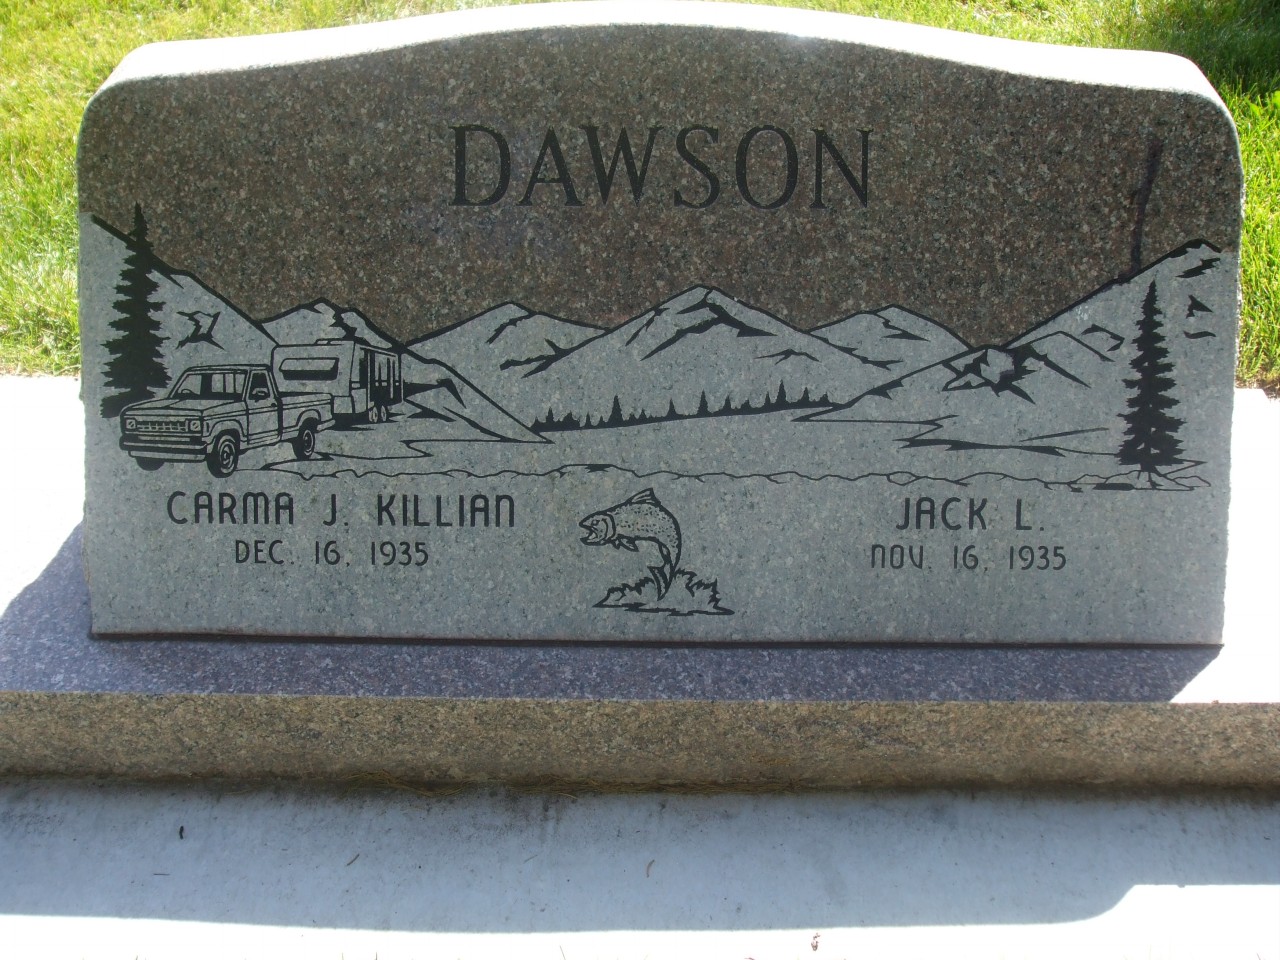 DAWSON
CARMA J. KILLIAN
DEC. 16, 1935
JACK L.
NOV. 16, 1935